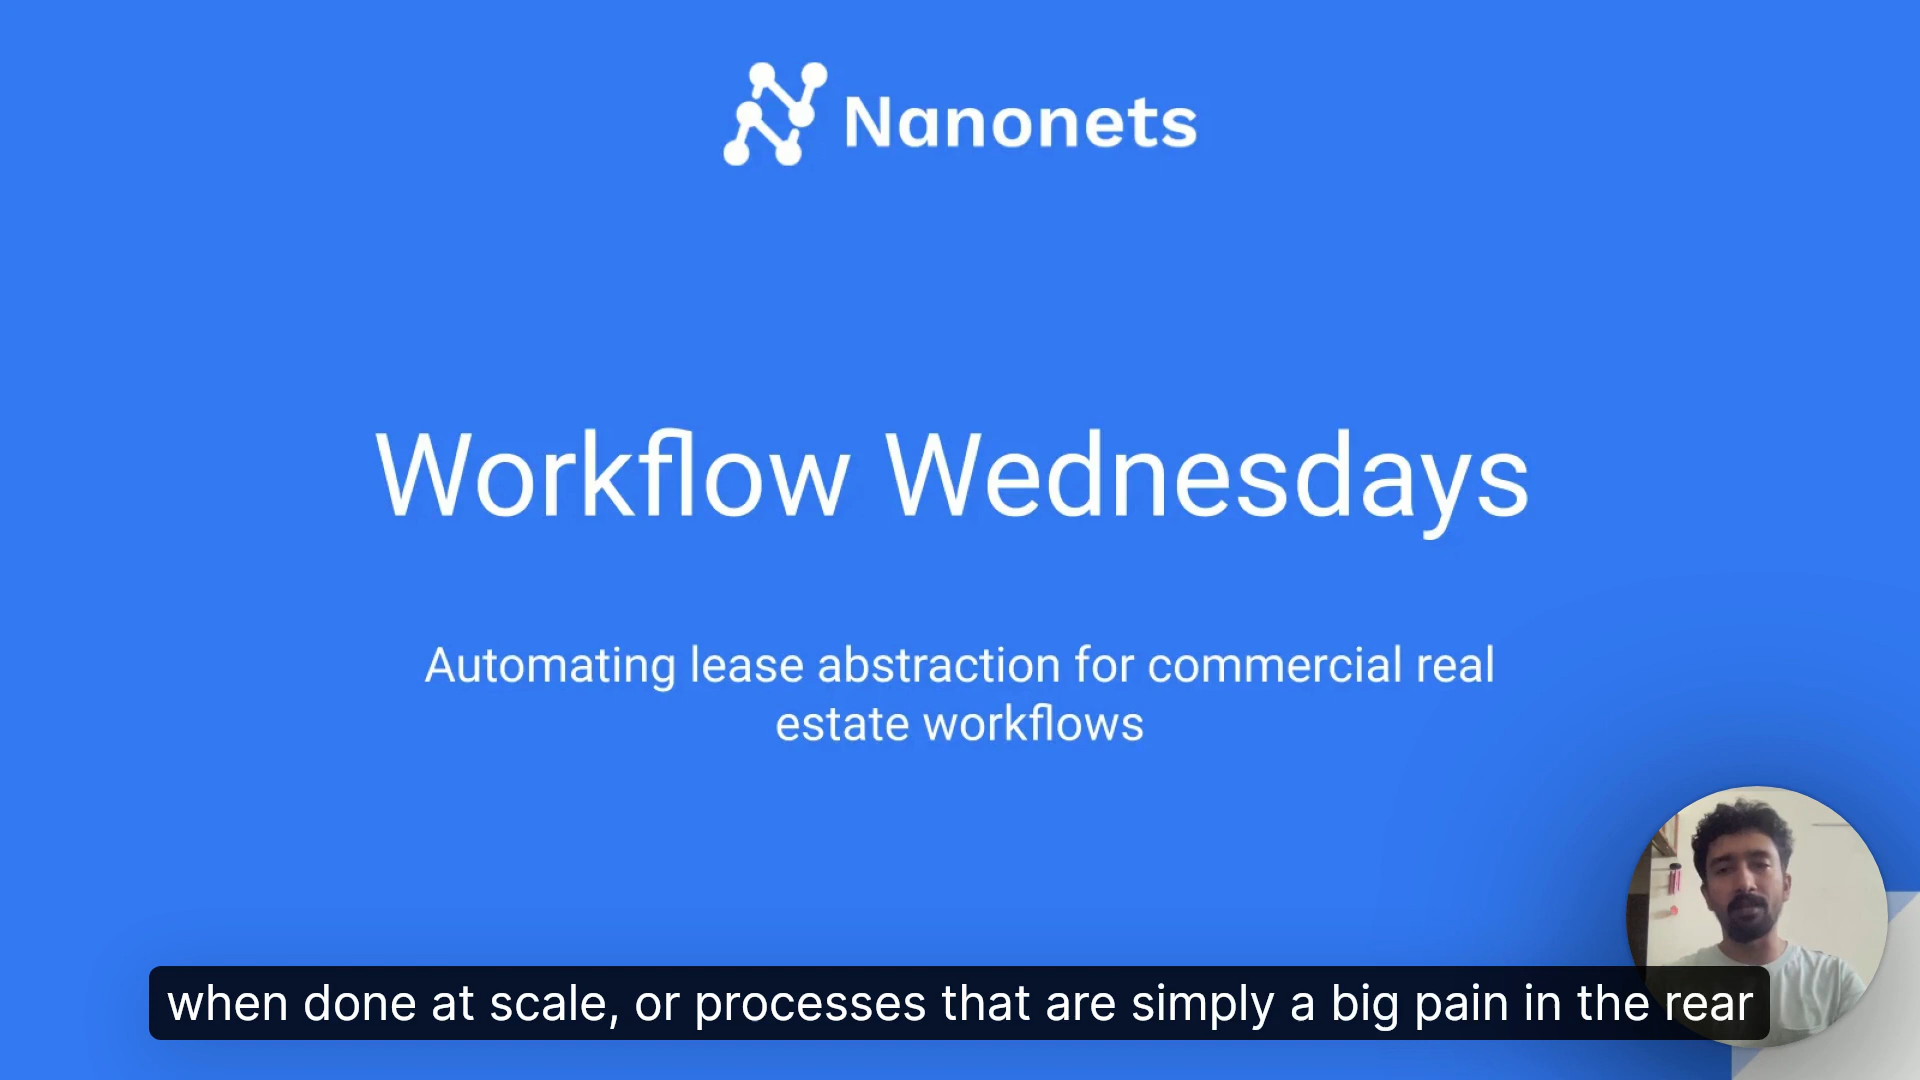 Nanonets
Workflow Wednesdays
Automating lease abstraction for commercial real
estate workflows
when done at scale, or processes that are simply a big pain in the rear